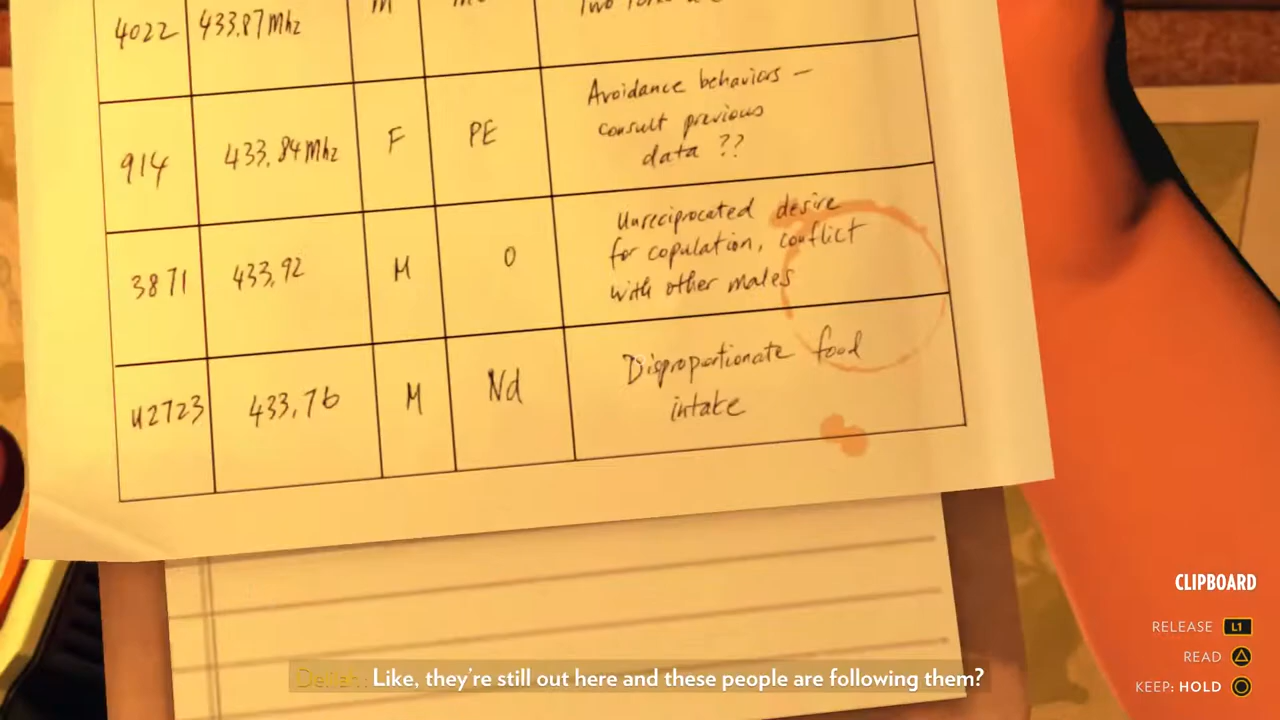 4022 433.87Mhz M
914 433.84Mhz F PE Avoidance behaviors –
consult previous
data ??
3871 433.92 M O Unreciprocated desire
for copulation, conflict
with other males
U2723 433.76 M Nd Disproportionate food
intake
CLIPBOARD
RELEASE L1
READ
KEEP: HOLD
Delilah: Like, they're still out here and these people are following them?